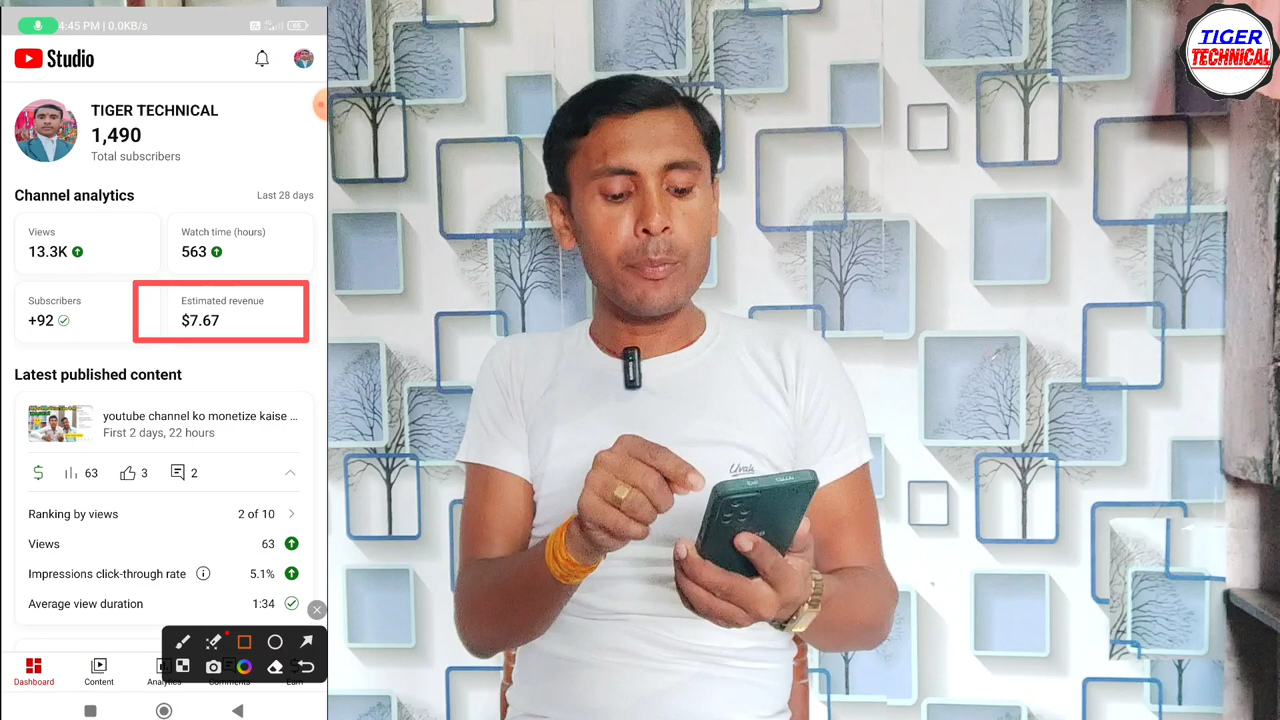 4:45 PM | 0.0KB/s
Studio
TIGER TECHNICAL
1,490
Total subscribers
Channel analytics
Last 28 days
Views
13.3K
Watch time (hours)
563
Subscribers
+92
Estimated revenue
$7.67
Latest published content
youtube channel ko monetize kaise ...
First 2 days, 22 hours
$
63
3
2
Ranking by views
2 of 10
Views
63
Impressions click-through rate
5.1%
Average view duration
1:34
Dashboard
Content
Analytics
Comments
Earn
TIGER
TECHNICAL
Uvak